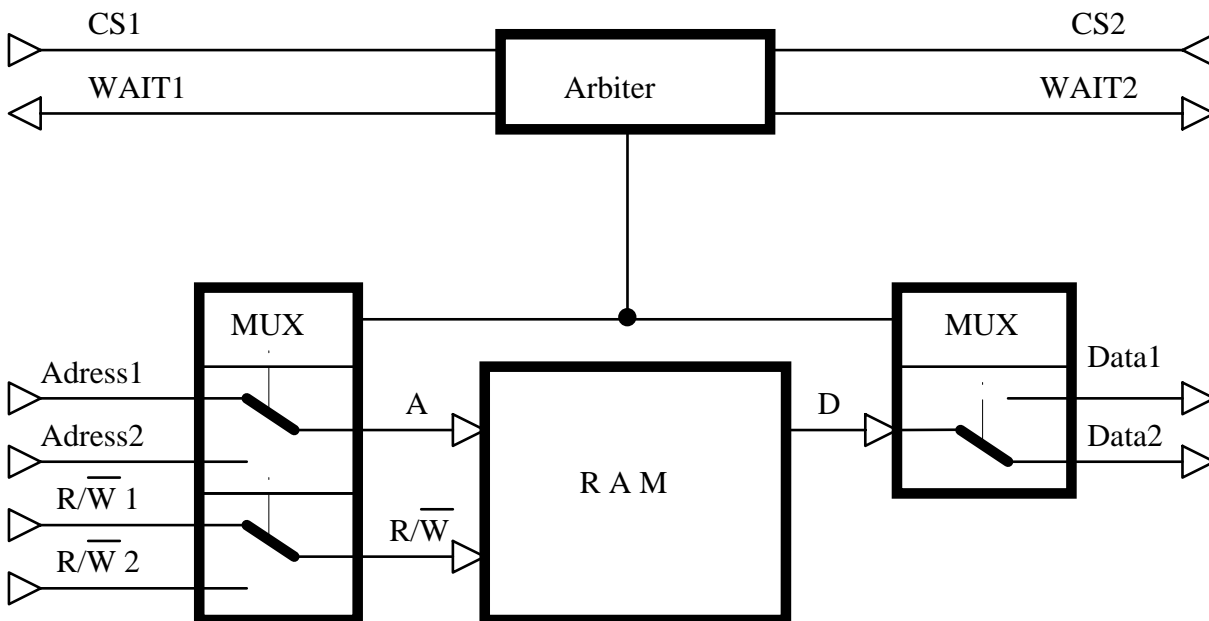 CS1
CS2
WAIT1
Arbiter
WAIT2
MUX
MUX
Adress1
Data1
A
D
Adress2
Data2
R A M
R/W̅ 1
R/W̅
R/W̅ 2